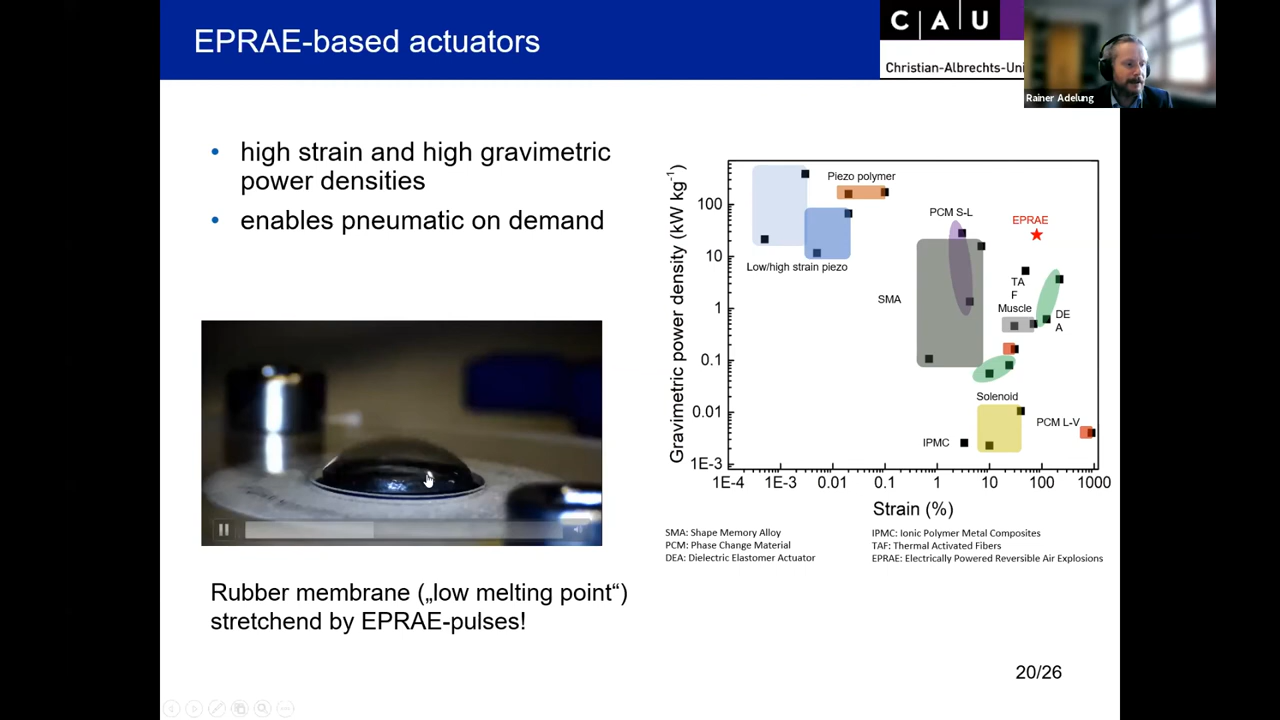 EPRAE-based actuators
C A U
Christian-Albrechts-Uni
Rainer Adelung
• high strain and high gravimetric
power densities
• enables pneumatic on demand
Gravimetric power density (kW kg-1)
100
10
1
0.1
0.01
1E-3
Piezo polymer
PCM S-L
EPRAE
Low/high strain piezo
SMA
TA
F
Muscle
DE
A
Solenoid
PCM L-V
IPMC
1E-4 1E-3 0.01 0.1 1 10 100 1000
Strain (%)
SMA: Shape Memory Alloy
PCM: Phase Change Material
DEA: Dielectric Elastomer Actuator
IPMC: Ionic Polymer Metal Composites
TAF: Thermal Activated Fibers
EPRAE: Electrically Powered Reversible Air Explosions
Rubber membrane („low melting point“)
stretchend by EPRAE-pulses!
20/26